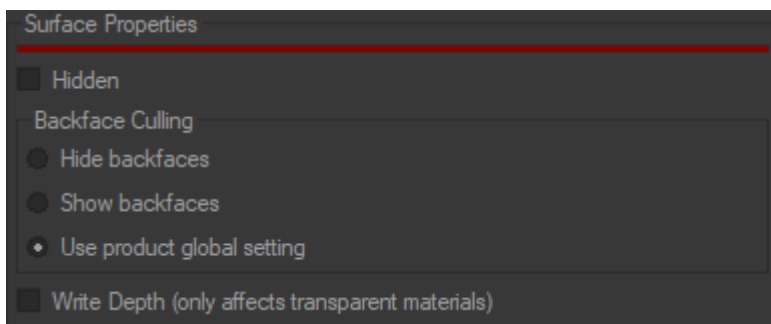 Surface Properties
Hidden
Backface Culling
Hide backfaces
Show backfaces
Use product global setting
Write Depth (only affects transparent materials)